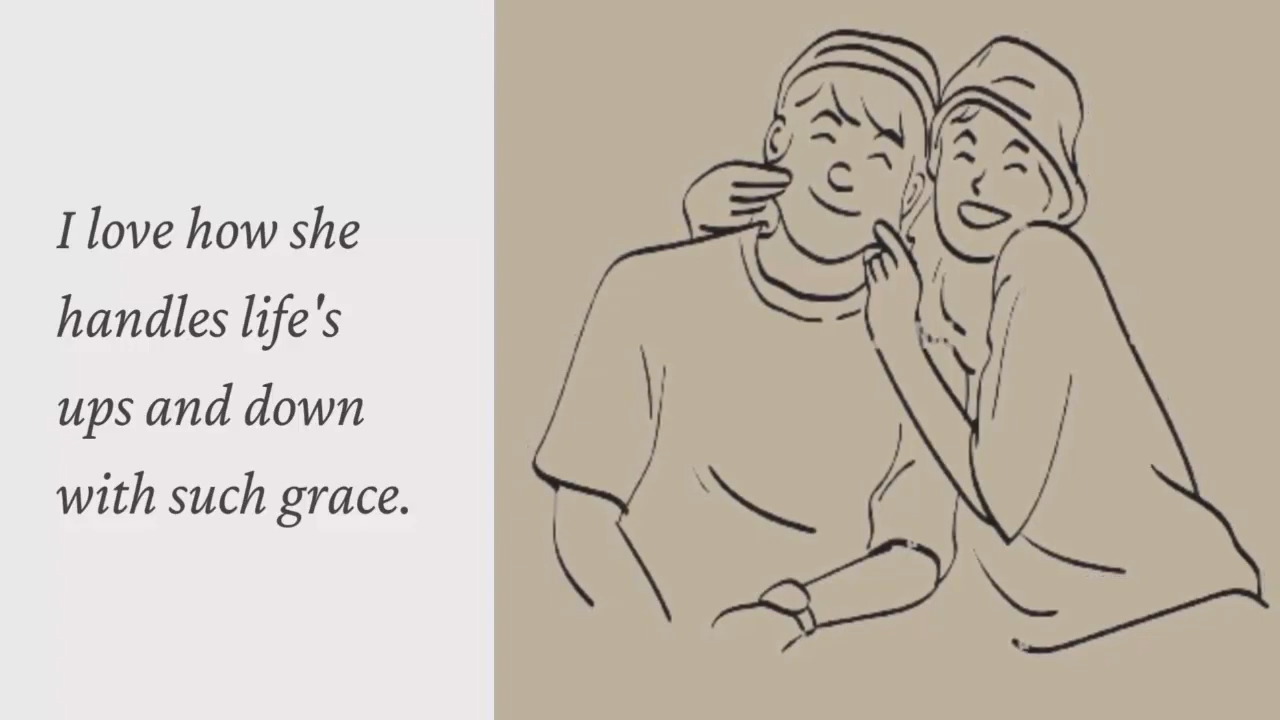 I love how she
handles life's
ups and down
with such grace.